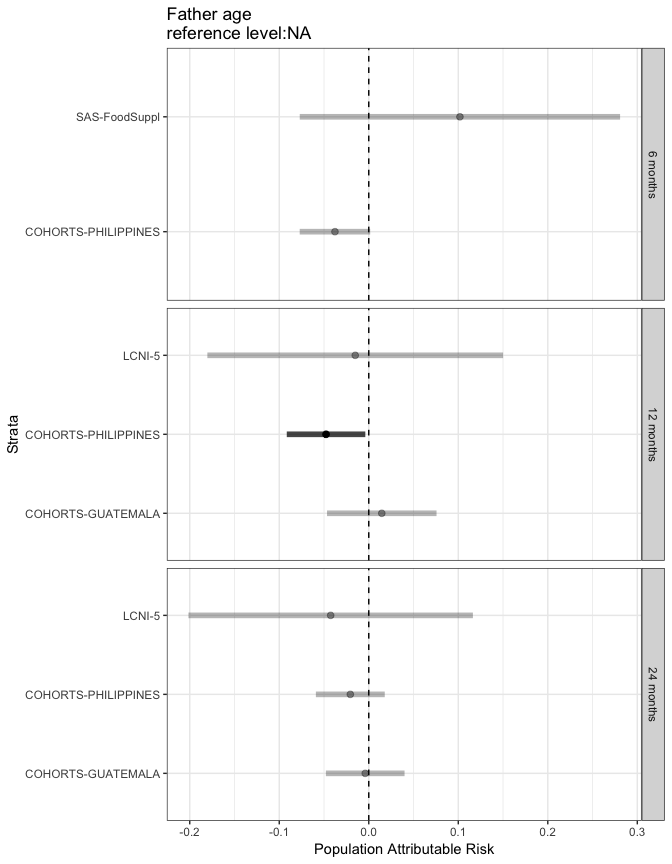 Father age
reference level:NA
SAS-FoodSuppl
COHORTS-PHILIPPINES
6 months
LCNI-5
COHORTS-PHILIPPINES
COHORTS-GUATEMALA
12 months
LCNI-5
COHORTS-PHILIPPINES
COHORTS-GUATEMALA
24 months
Strata
-0.2 -0.1 0.0 0.1 0.2 0.3
Population Attributable Risk